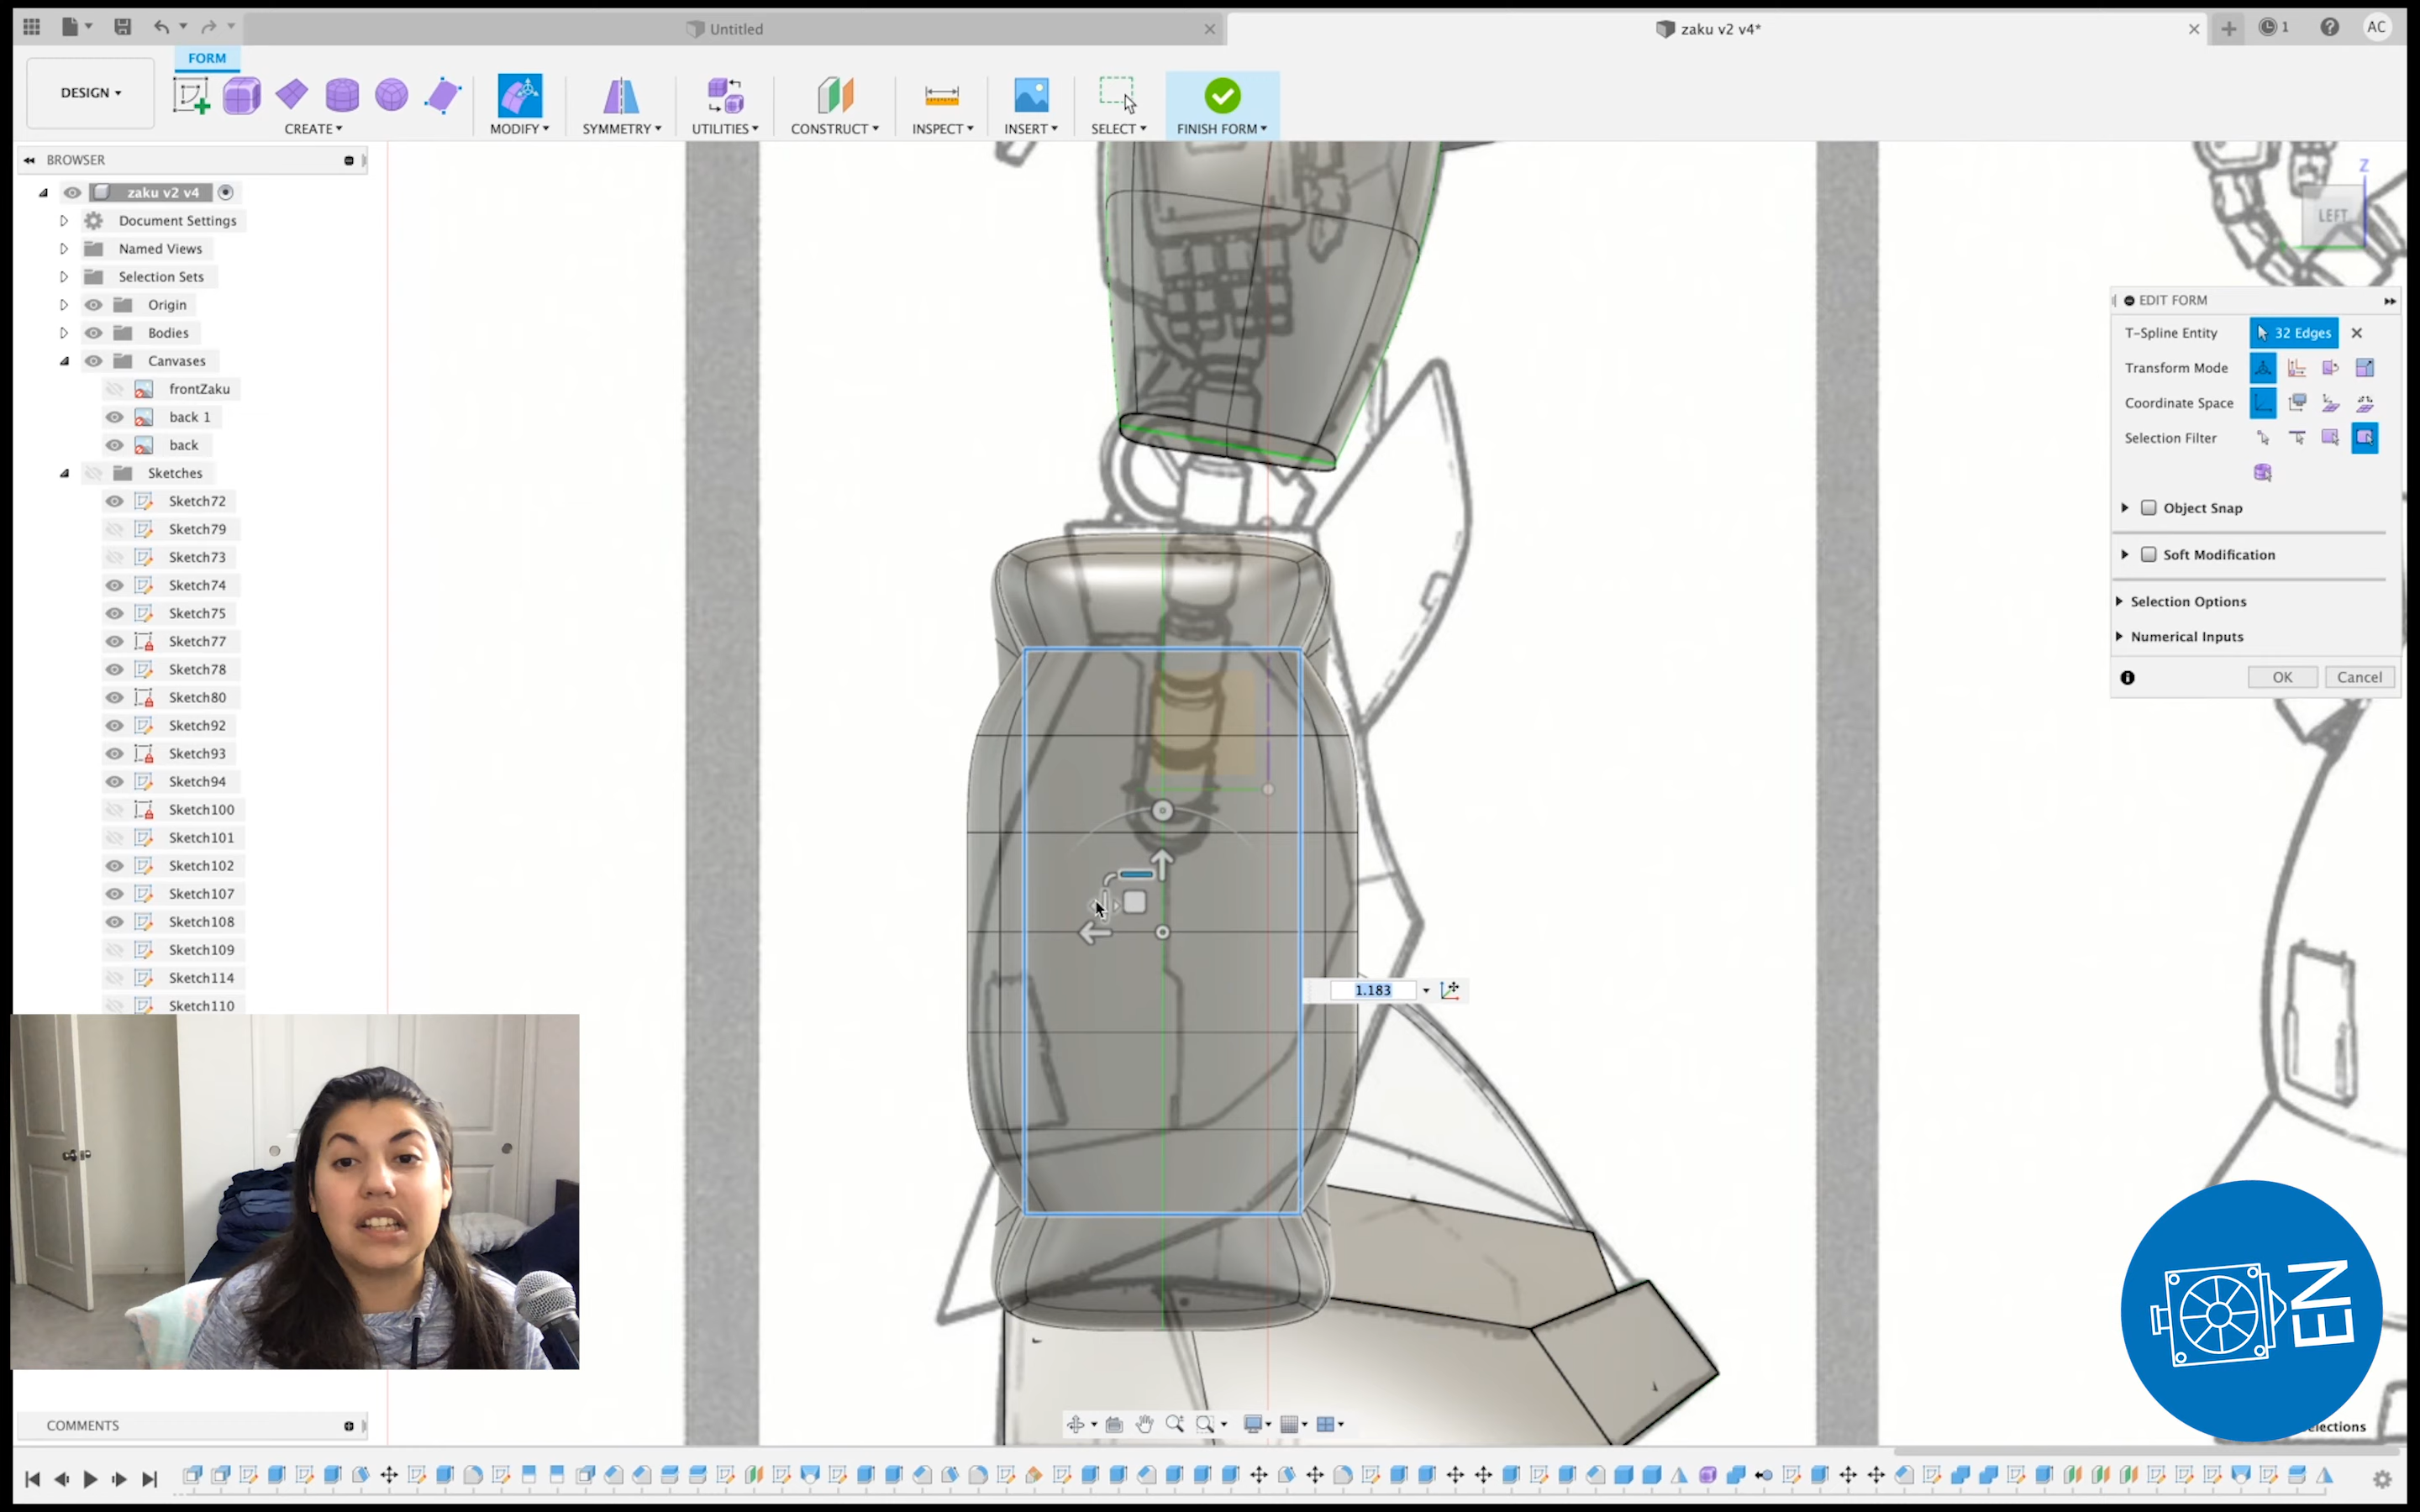 Untitled
zaku v2 v4*
1
AC
FORM
DESIGN
CREATE
MODIFY
SYMMETRY
UTILITIES
CONSTRUCT
INSPECT
INSERT
SELECT
FINISH FORM
BROWSER
zaku v2 v4
Document Settings
Named Views
Selection Sets
Origin
Bodies
Canvases
frontZaku
back 1
back
Sketches
Sketch72
Sketch79
Sketch73
Sketch74
Sketch75
Sketch77
Sketch78
Sketch80
Sketch92
Sketch93
Sketch94
Sketch100
Sketch101
Sketch102
Sketch107
Sketch108
Sketch109
Sketch114
Sketch110
Z
LEFT
EDIT FORM
T-Spline Entity
32 Edges
Transform Mode
Coordinate Space
Selection Filter
Object Snap
Soft Modification
Selection Options
Numerical Inputs
OK
Cancel
1.183
EN
COMMENTS